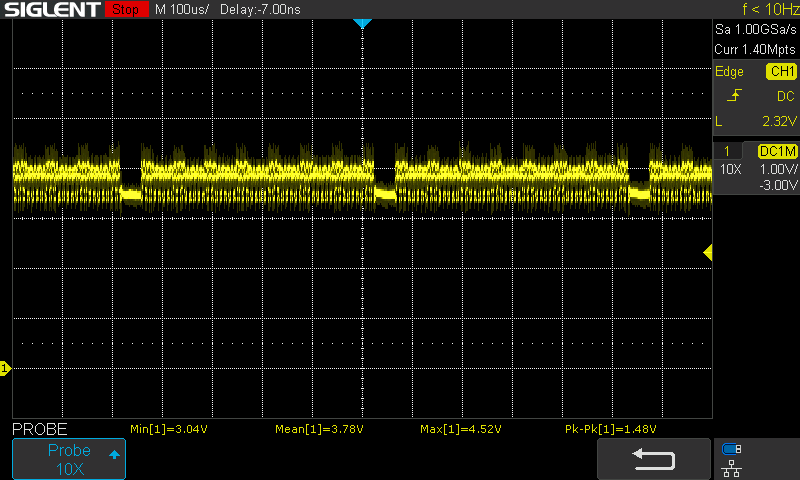 SIGLENT Stop M 100us/ Delay:-7.00ns f < 10Hz
Sa 1.00GSa/s
Curr 1.40Mpts
Edge CH1
DC
L 2.32V
1 DC1M
10X 1.00V/
-3.00V
1
PROBE Min[1]=3.04V Mean[1]=3.78V Max[1]=4.52V Pk-Pk[1]=1.48V
Probe
10X